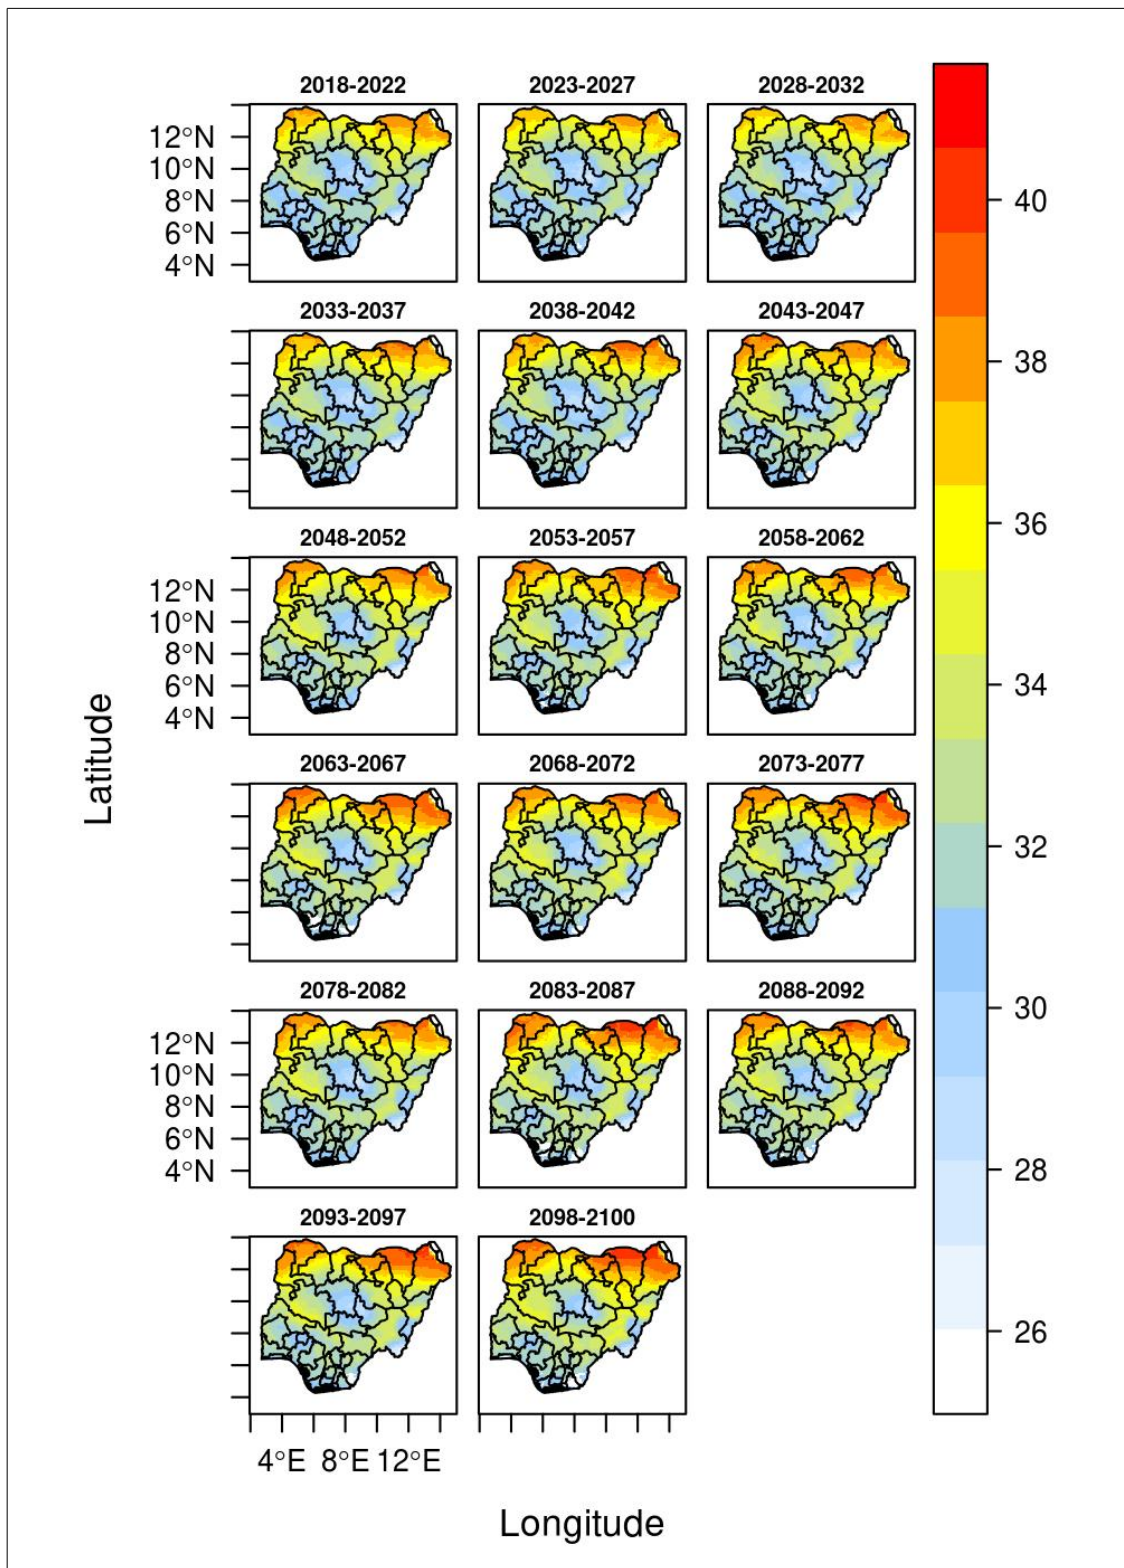 2018-2022 2023-2027 2028-2032
12°N
10°N
8°N
6°N
4°N
2033-2037 2038-2042 2043-2047
2048-2052 2053-2057 2058-2062
12°N
10°N
8°N
6°N
4°N
2063-2067 2068-2072 2073-2077
2078-2082 2083-2087 2088-2092
12°N
10°N
8°N
6°N
4°N
2093-2097 2098-2100
4°E 8°E 12°E
Latitude
Longitude
40
38
36
34
32
30
28
26